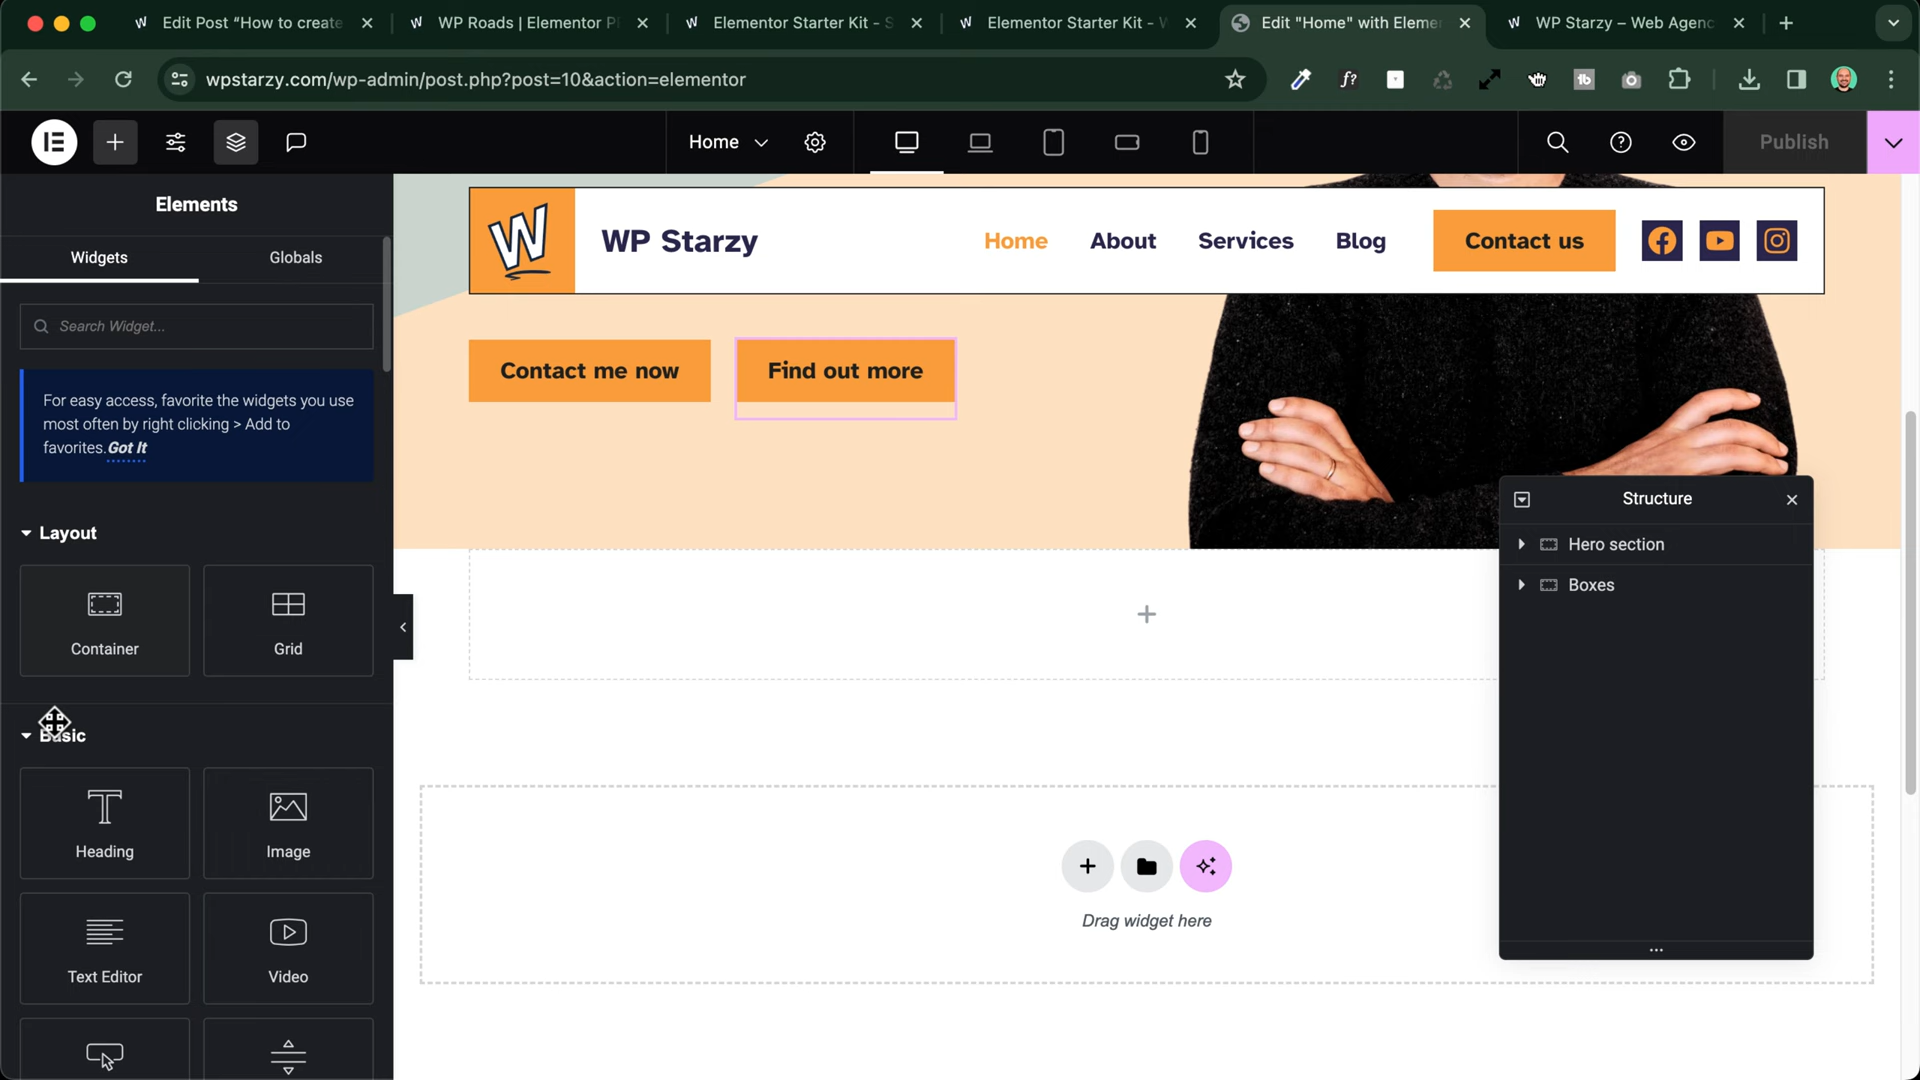 Edit Post “How to create
WP Roads | Elementor P
Elementor Starter Kit - S
Elementor Starter Kit - W
Edit "Home" with Eleme
WP Starzy – Web Agenc
wpstarzy.com/wp-admin/post.php?post=10&action=elementor
Home
Publish
Elements
Widgets
Globals
Search Widget...
For easy access, favorite the widgets you use
most often by right clicking > Add to
favorites. Got It
Layout
Container
Grid
Basic
Heading
Image
Text Editor
Video
W
WP Starzy
Home
About
Services
Blog
Contact us
Contact me now
Find out more
Drag widget here
Structure
Hero section
Boxes